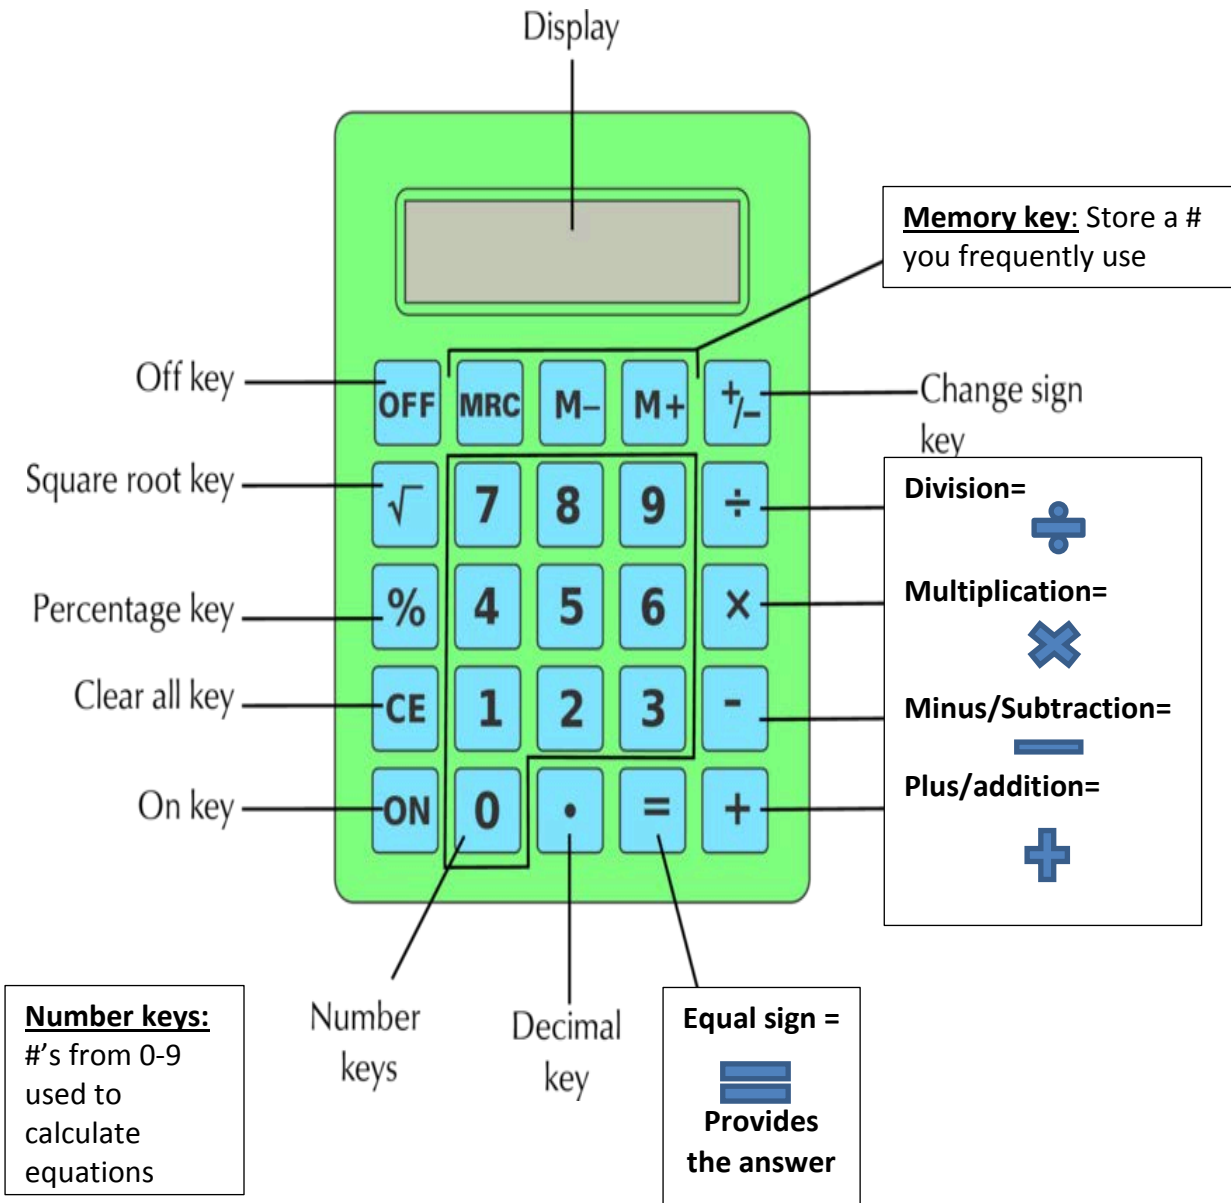 Display
Memory key: Store a #
you frequently use
Off key
OFF
MRC
M–
M+
+/–
Change sign
key
Square root key
√
7
8
9
÷
Division=
÷
Percentage key
%
4
5
6
×
Multiplication=
×
Clear all key
CE
1
2
3
-
Minus/Subtraction=
–
On key
ON
0
.
=
+
Plus/addition=
+
Number keys:
#'s from 0-9
used to
calculate
equations
Number
keys
Decimal
key
Equal sign =
=
Provides
the answer